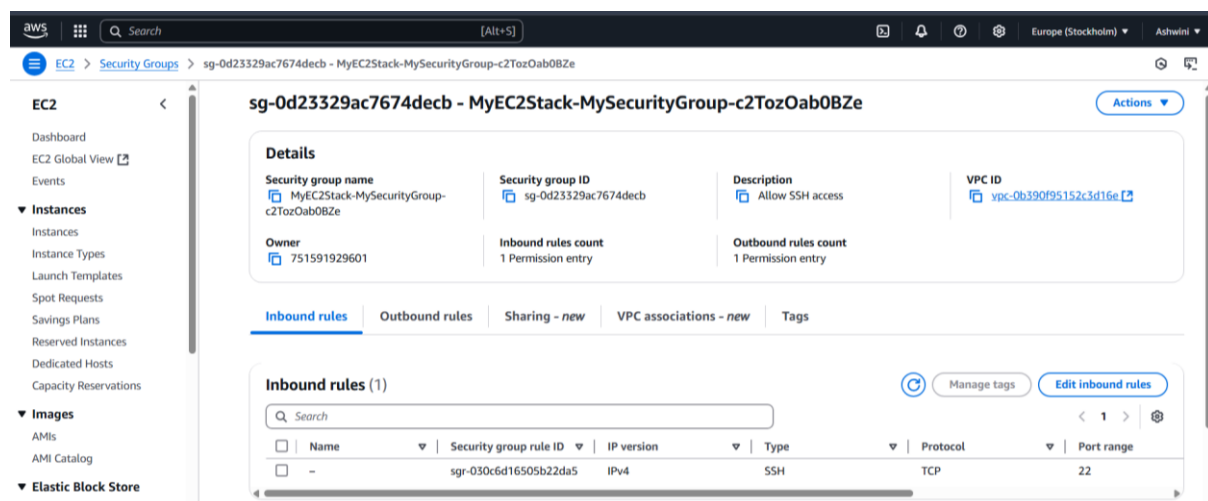 aws Search [Alt+S] Europe (Stockholm) Ashwini
EC2 > Security Groups > sg-0d23329ac7674decb - MyEC2Stack-MySecurityGroup-c2TozOab0BZe
EC2
Dashboard
EC2 Global View
Events
Instances
Instances
Instance Types
Launch Templates
Spot Requests
Savings Plans
Reserved Instances
Dedicated Hosts
Capacity Reservations
Images
AMIs
AMI Catalog
Elastic Block Store
sg-0d23329ac7674decb - MyEC2Stack-MySecurityGroup-c2TozOab0BZe Actions
Details
Security group name
MyEC2Stack-MySecurityGroup-
c2TozOab0BZe
Security group ID
sg-0d23329ac7674decb
Description
Allow SSH access
VPC ID
vpc-0b390f95152c3d16e
Owner
751591929601
Inbound rules count
1 Permission entry
Outbound rules count
1 Permission entry
Inbound rules Outbound rules Sharing - new VPC associations - new Tags
Inbound rules (1) Manage tags Edit inbound rules
Search < 1 >
Name Security group rule ID IP version Type Protocol Port range
– sgr-030c6d16505b22da5 IPv4 SSH TCP 22